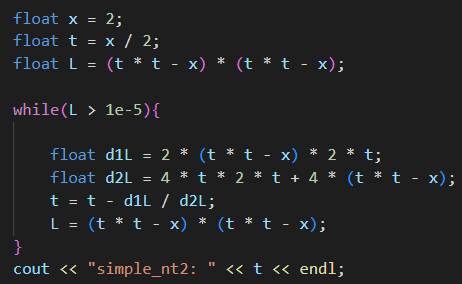 float x = 2;
float t = x / 2;
float L = (t * t - x) * (t * t - x);
while(L > 1e-5){
float d1L = 2 * (t * t - x) * 2 * t;
float d2L = 4 * t * 2 * t + 4 * (t * t - x);
t = t - d1L / d2L;
L = (t * t - x) * (t * t - x);
}
cout << "simple_nt2: " << t << endl;